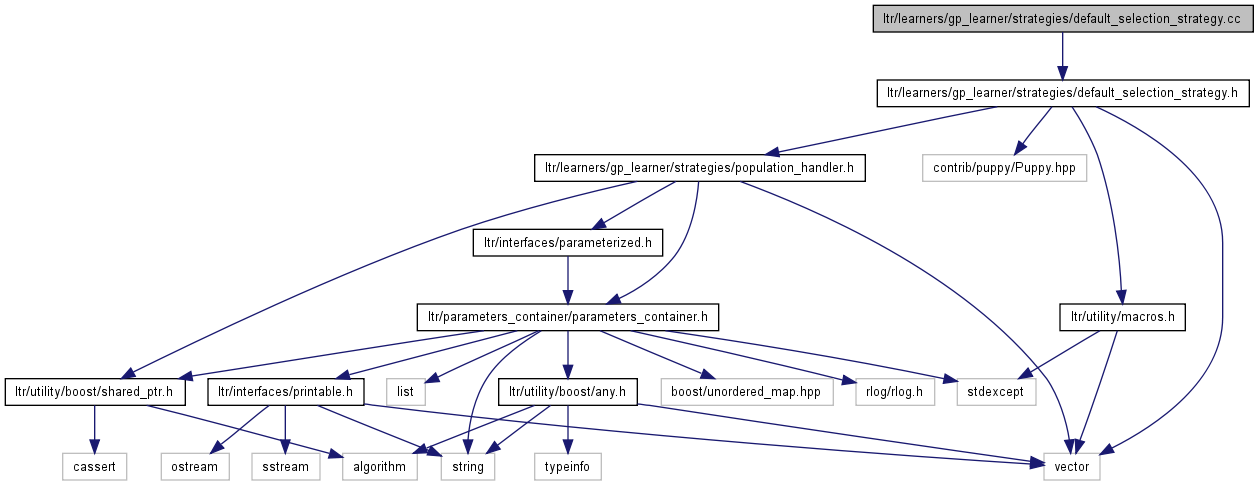 ltr/learners/gp_learner/strategies/default_selection_strategy.cc
ltr/learners/gp_learner/strategies/default_selection_strategy.h
ltr/learners/gp_learner/strategies/population_handler.h
contrib/puppy/Puppy.hpp
ltr/interfaces/parameterized.h
ltr/parameters_container/parameters_container.h
ltr/utility/macros.h
ltr/utility/boost/shared_ptr.h
ltr/interfaces/printable.h
list
ltr/utility/boost/any.h
boost/unordered_map.hpp
rlog/rlog.h
stdexcept
cassert
ostream
sstream
algorithm
string
typeinfo
vector